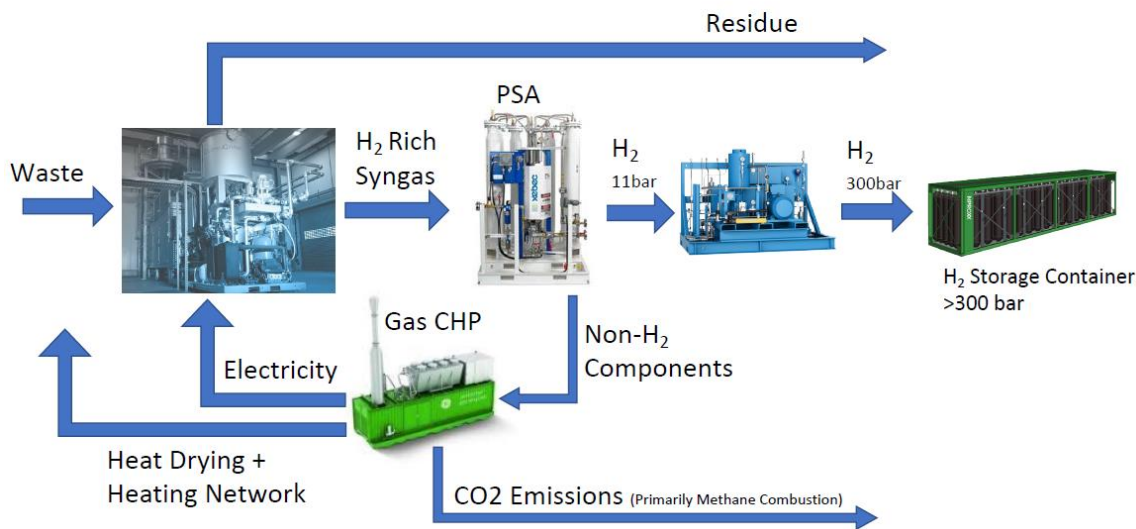 Residue
PSA
Waste
H₂ Rich
Syngas
H₂
11bar
H₂
300bar
H₂ Storage Container
>300 bar
Gas CHP
Non-H₂
Components
Electricity
Heat Drying +
Heating Network
CO2 Emissions (Primarily Methane Combustion)